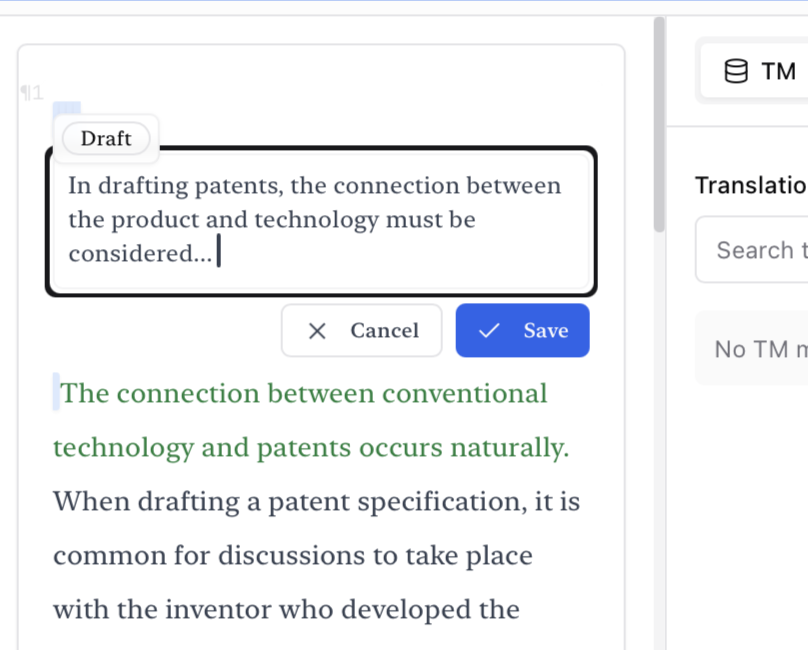 ¶1
Draft
In drafting patents, the connection between
the product and technology must be
considered...
Cancel
Save
The connection between conventional
technology and patents occurs naturally.
When drafting a patent specification, it is
common for discussions to take place
with the inventor who developed the
TM
Translatio
Search t
No TM m